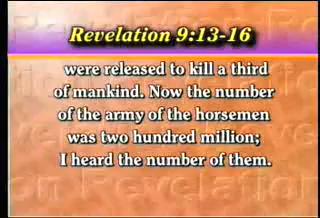 Revelation 9:13-16
were released to kill a third
of mankind. Now the number
of the army of the horsemen
was two hundred million;
I heard the number of them.